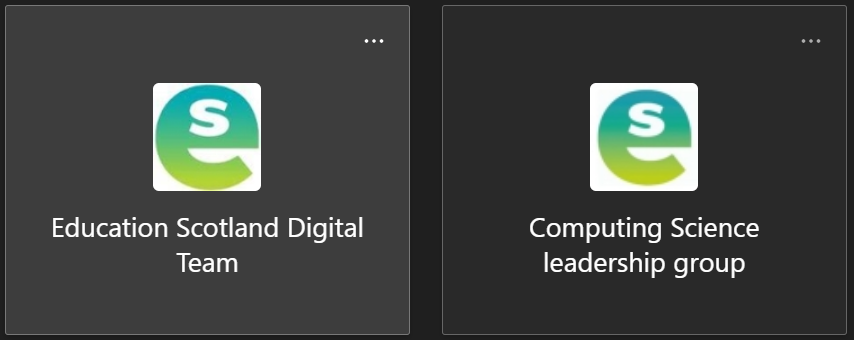 s
Education Scotland Digital
Team
s
Computing Science
leadership group